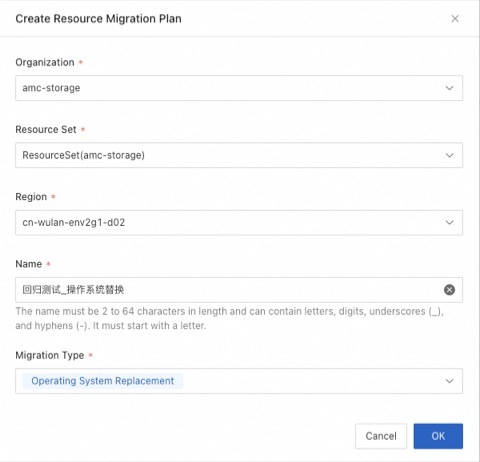 Create Resource Migration Plan
Organization *
amc-storage
Resource Set *
ResourceSet(amc-storage)
Region *
cn-wulan-env2g1-d02
Name *
回归测试_操作系统替换
The name must be 2 to 64 characters in length and can contain letters, digits, underscores (_),
and hyphens (-). It must start with a letter.
Migration Type *
Operating System Replacement
Cancel
OK